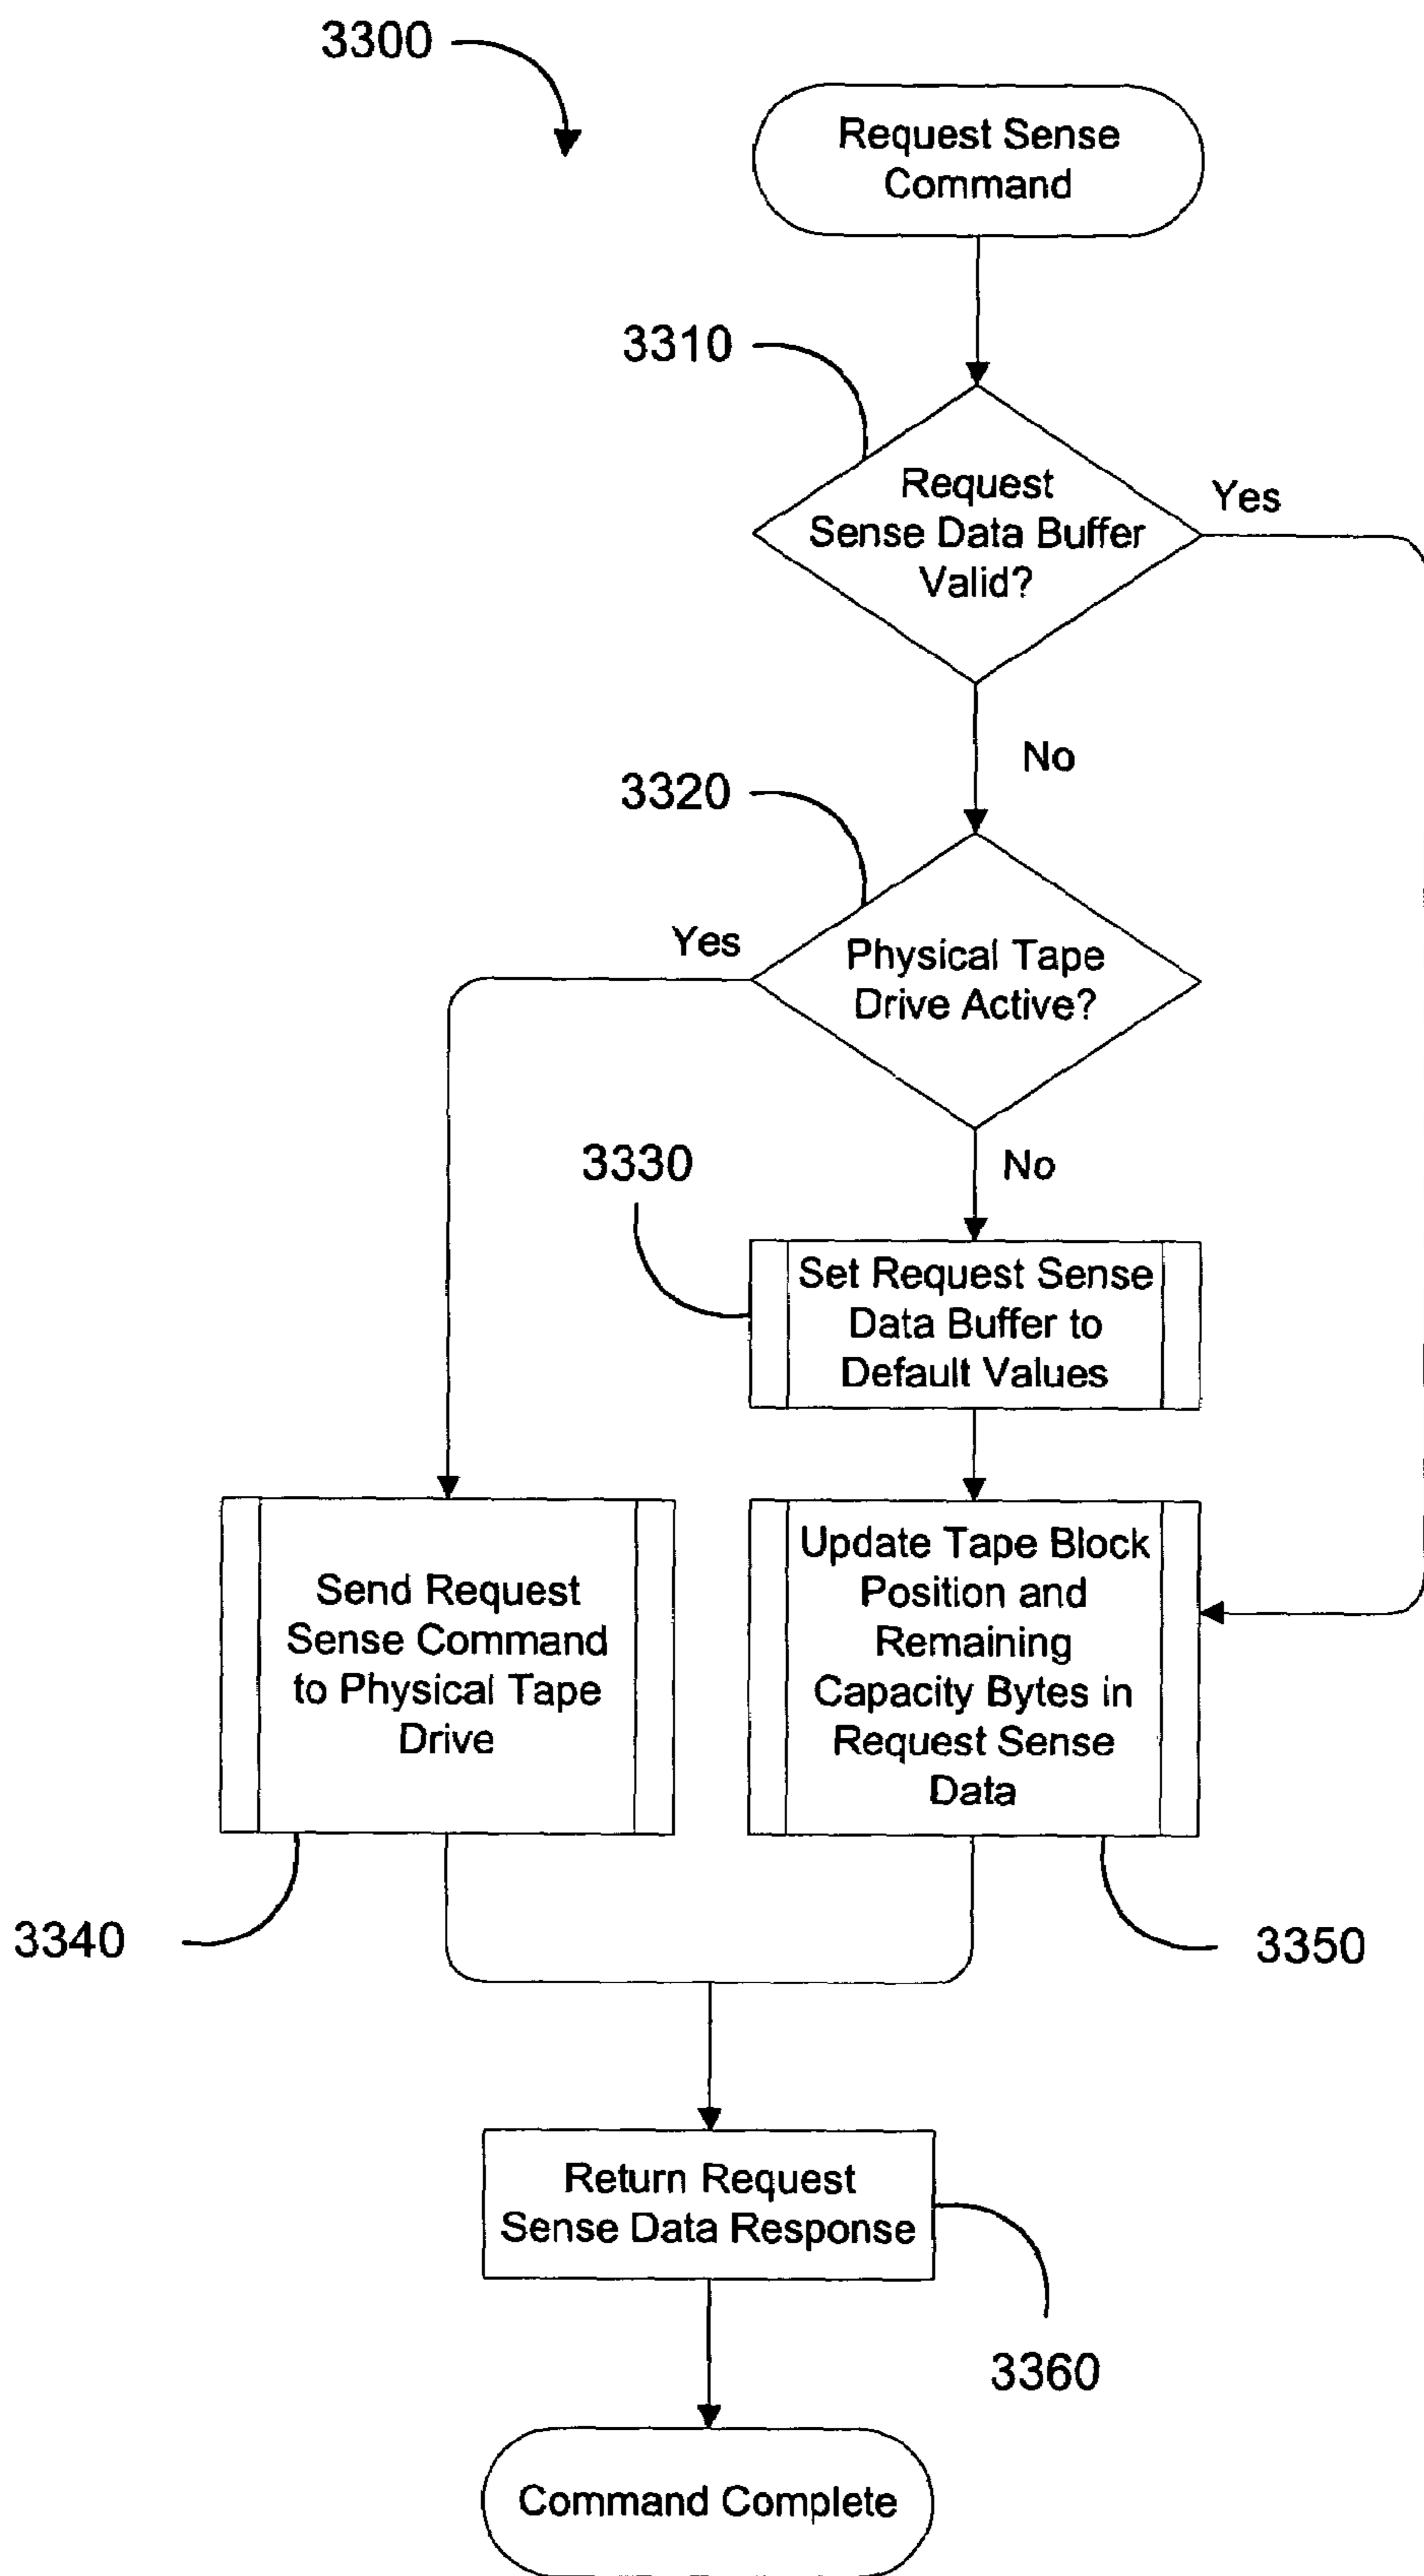 3300
Request Sense
Command
3310
Request
Sense Data Buffer
Valid?
Yes
No
3320
Yes
Physical Tape
Drive Active?
3330
No
Set Request Sense
Data Buffer to
Default Values
Send Request
Sense Command
to Physical Tape
Drive
Update Tape Block
Position and
Remaining
Capacity Bytes in
Request Sense
Data
3340
3350
Return Request
Sense Data Response
3360
Command Complete